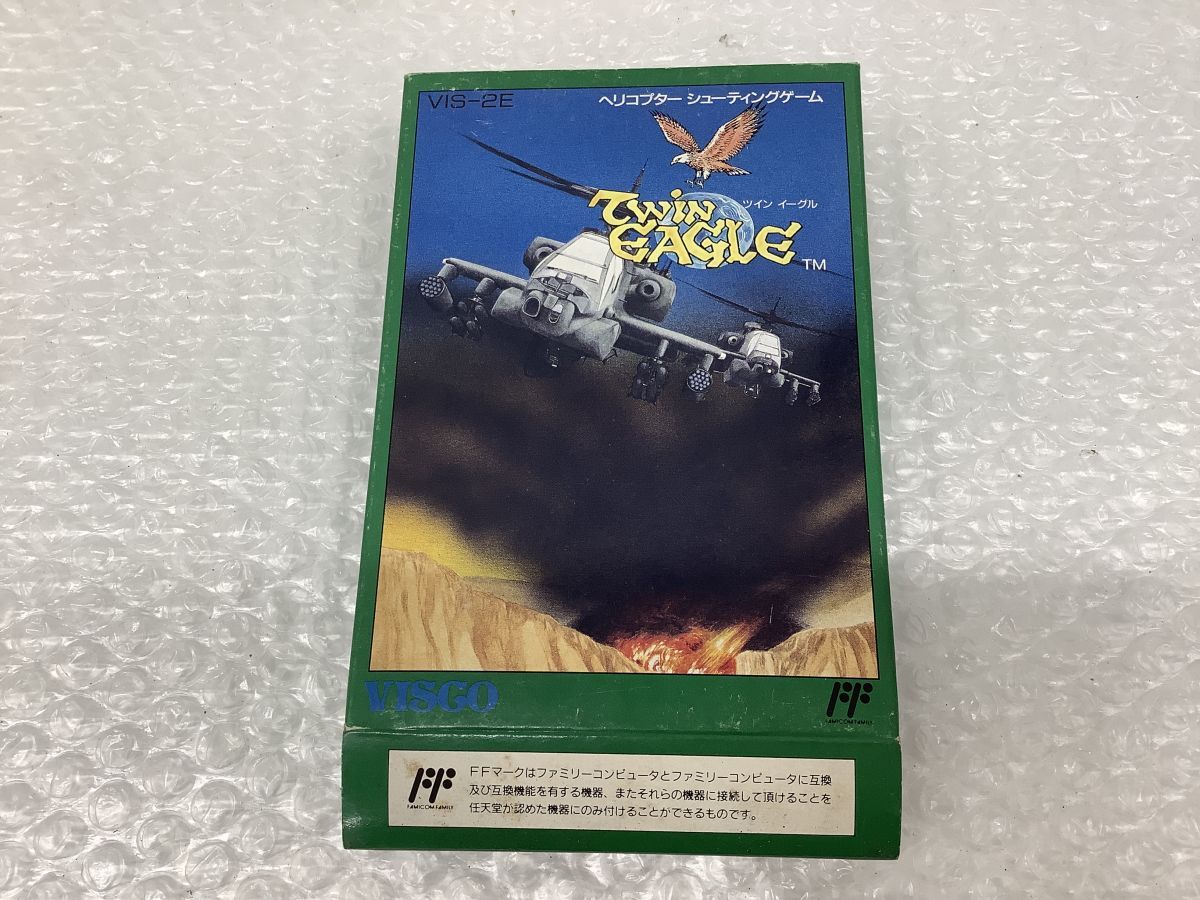 VIS-2E
ヘリコプター シューティングゲーム
ツイン イーグル
TWIN
EAGLE
TM
VISCO
FAMICOM FAMILY
FAMICOM FAMILY
FFマークはファミリーコンピュータとファミリーコンピュータに互換
及び互換機能を有する機器、またそれらの機器に接続して頂けることを
任天堂が認めた機器にのみ付けることができるものです。